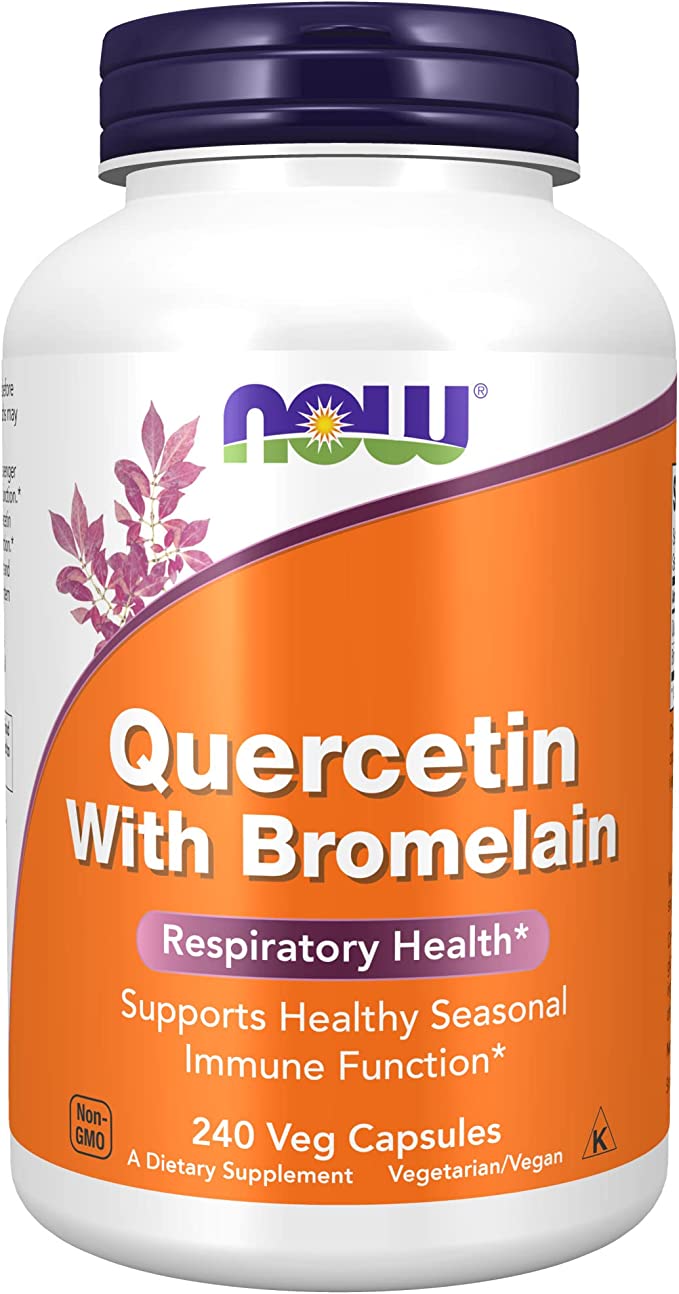 NOW®
Quercetin
With Bromelain
Respiratory Health*
Supports Healthy Seasonal
Immune Function*
Non-
GMO
240 Veg Capsules
A Dietary Supplement
Vegetarian/Vegan
K